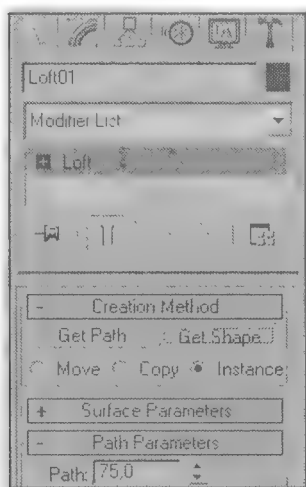 Loft01
Modifier List
Loft
- Creation Method
Get Path Get Shape
Move Copy Instance
+ Surface Parameters
- Path Parameters
Path: 75,0